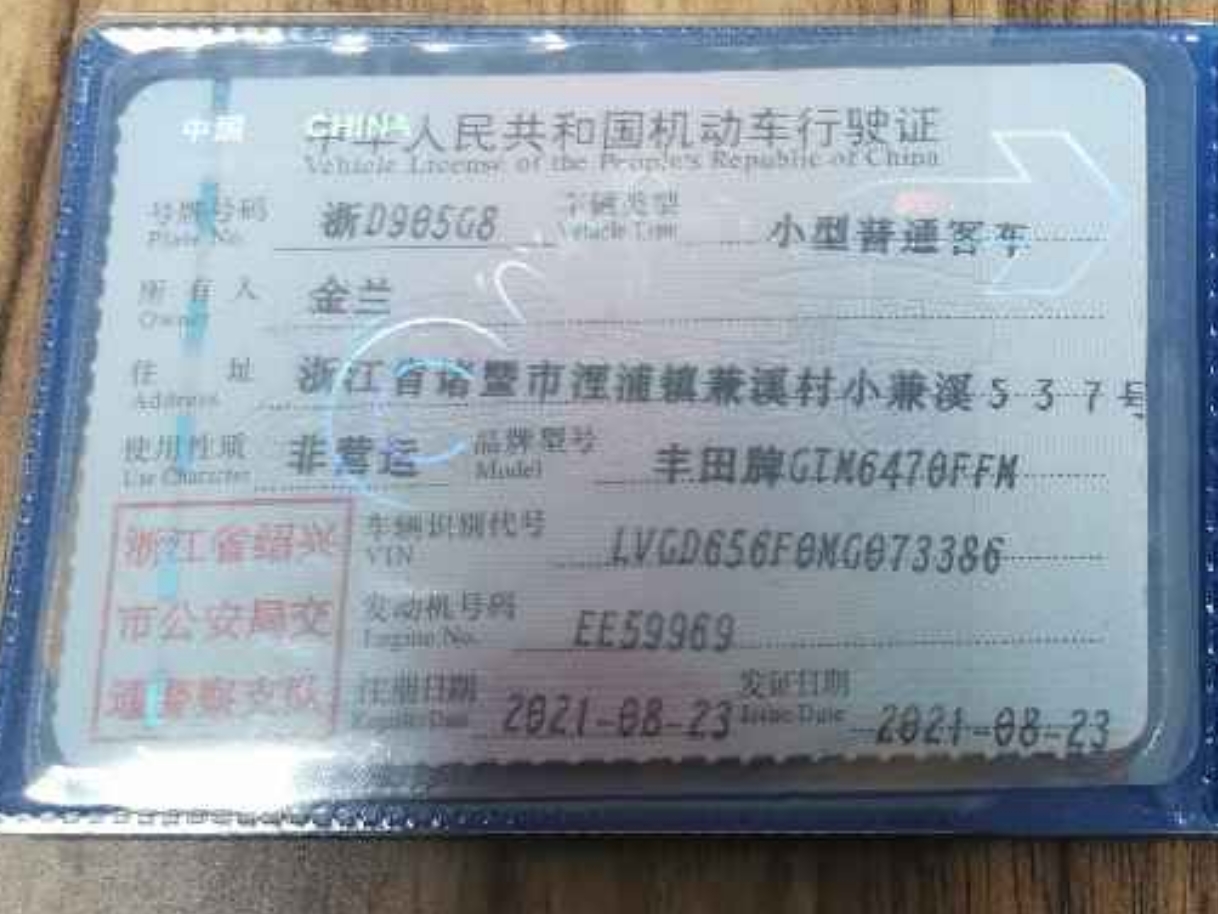 中国 CHINA
中华人民共和国机动车行驶证
Vehicle License of the People's Republic of China
号牌号码 浙D905G8 车辆类型 小型普通客车
Plate No. Vehicle Type
所有人 金兰
Owner
住址 浙江省诸暨市浬浦镇蒹溪村小蒹溪537号
Address
使用性质 非营运 品牌型号 丰田牌GTM6470FFM
Use Character Model
车辆识别代号 LVGD656F0MG073386
VIN
发动机号码 EE59969
Engine No.
注册日期 2021-08-23 发证日期 2021-08-23
Register Date Issue Date
浙江省绍兴
市公安局交
通警察支队